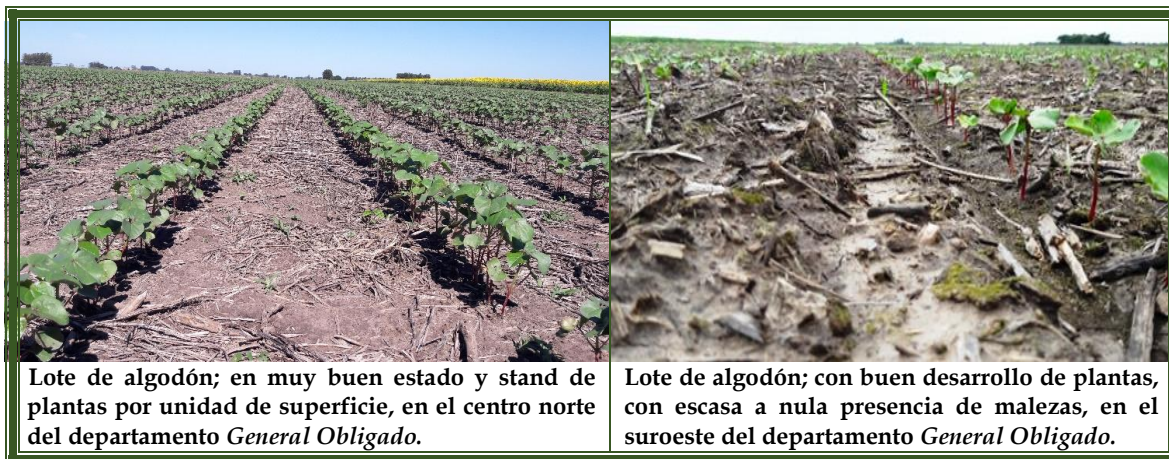 Lote de algodón; en muy buen estado y stand de
plantas por unidad de superficie, en el centro norte
del departamento General Obligado.
Lote de algodón; con buen desarrollo de plantas,
con escasa a nula presencia de malezas, en el
suroeste del departamento General Obligado.